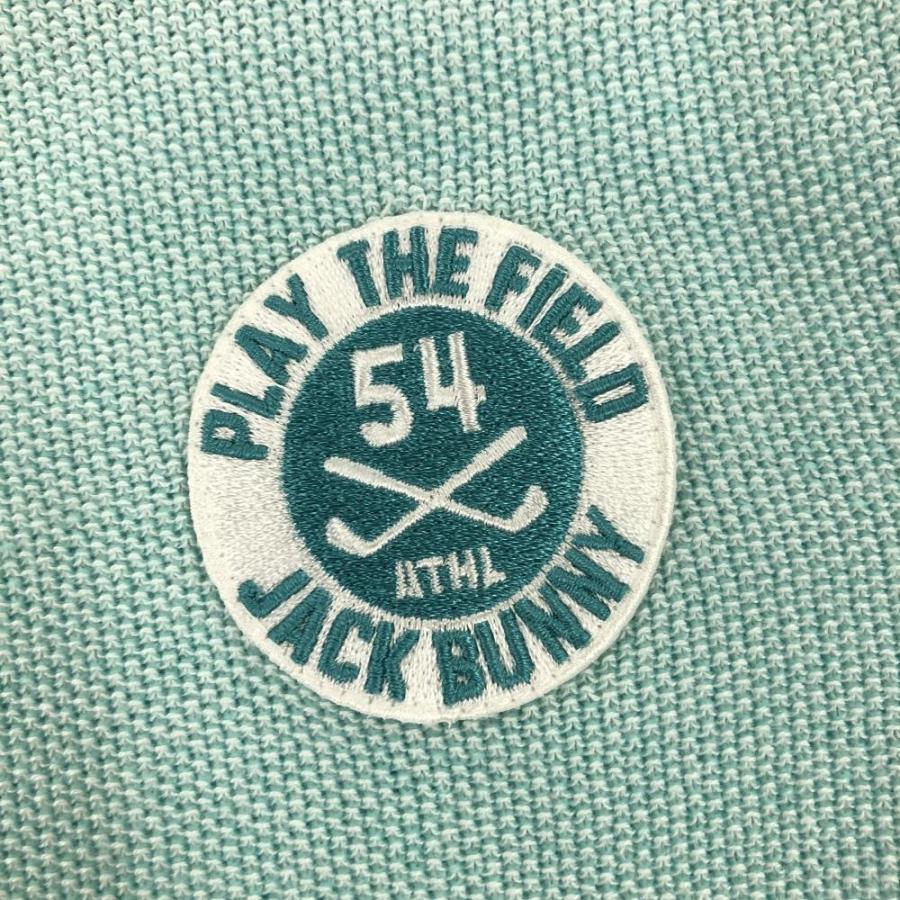 PLAY THE FIELD
54
ATHL
JACK BUNNY